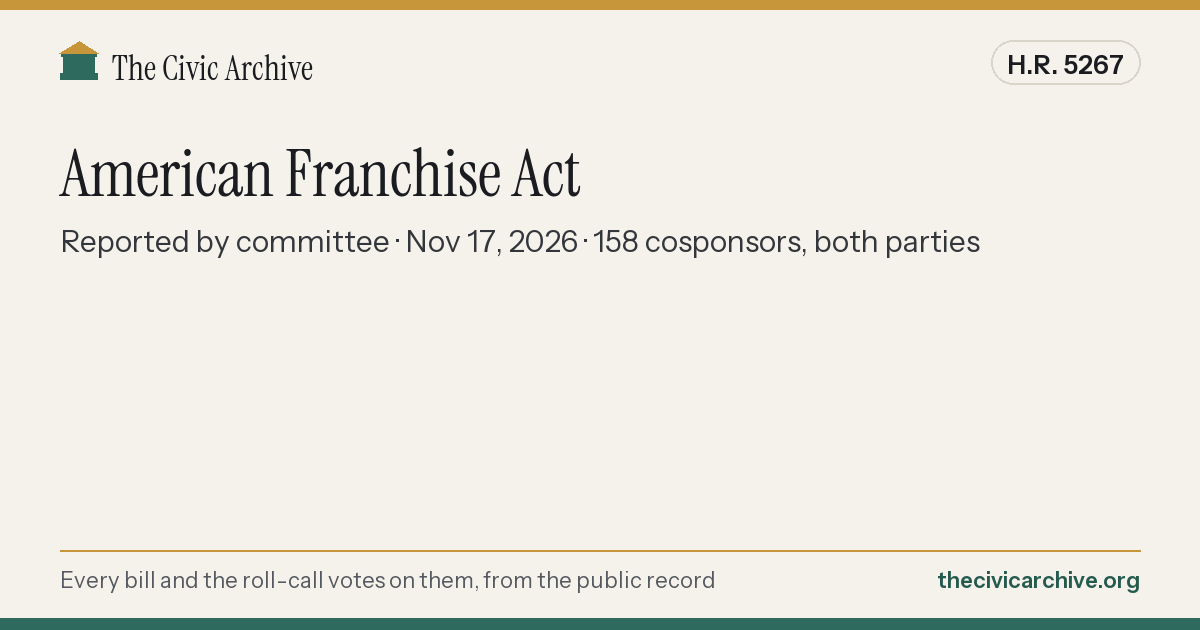 The Civic Archive
H.R. 5267
American Franchise Act
Reported by committee · Nov 17, 2026 · 158 cosponsors, both parties
Every bill and the roll-call votes on them, from the public record
thecivicarchive.org